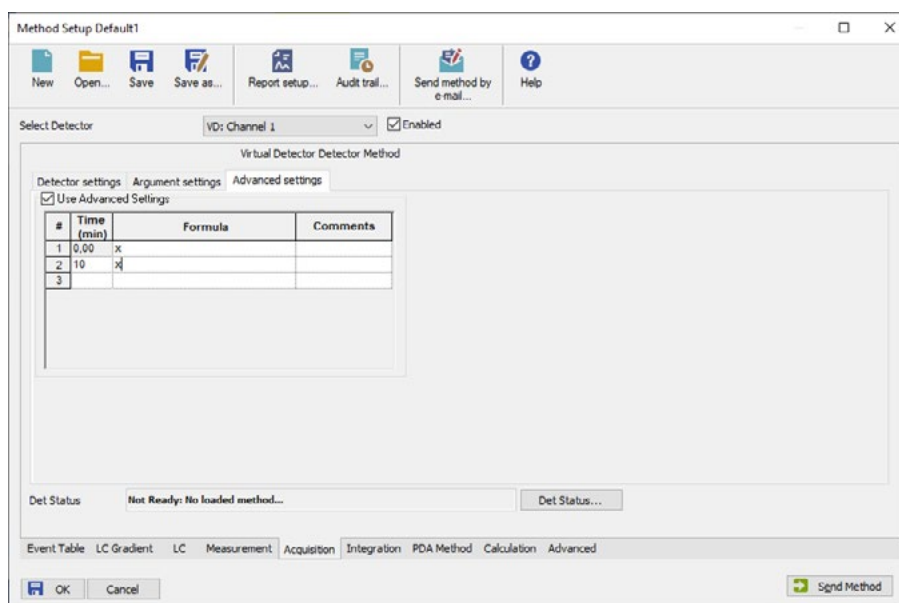 Method Setup Default1
New Open... Save Save as... Report setup... Audit trail... Send method by e-mail... Help
Select Detector VD: Channel 1 Enabled
Virtual Detector Detector Method
Detector settings Argument settings Advanced settings
Use Advanced Settings
# Time (min) Formula Comments
1 0,00 x
2 10 x
3
Det Status Not Ready: No loaded method... Det Status...
Event Table LC Gradient LC Measurement Acquisition Integration PDA Method Calculation Advanced
OK Cancel Send Method